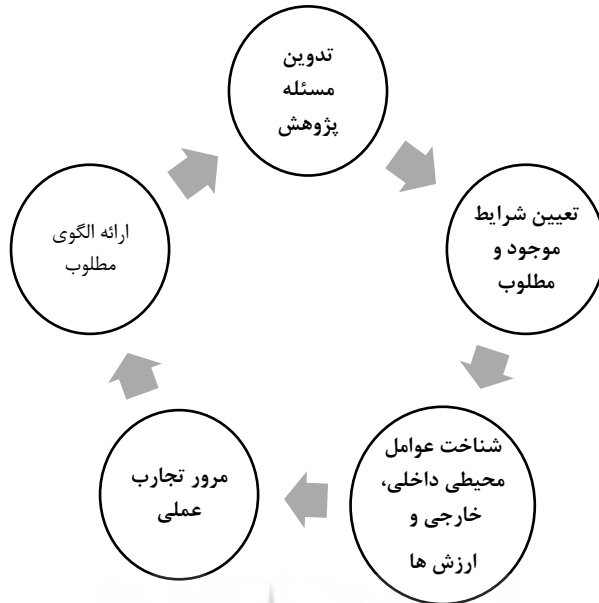 تدوین
مسئله
پژوهش
تعیین شرایط
موجود و
مطلوب
شناخت عوامل
محیطی داخلی،
خارجی و
ارزش ها
مرور تجارب
عملی
ارائه الگوی
مطلوب